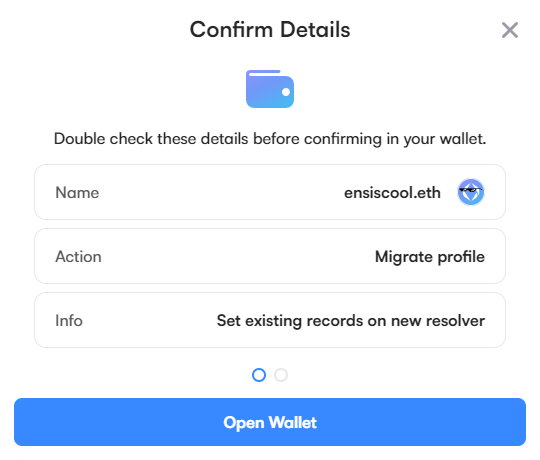 Confirm Details
Double check these details before confirming in your wallet.
Name ensiscool.eth
Action Migrate profile
Info Set existing records on new resolver
Open Wallet